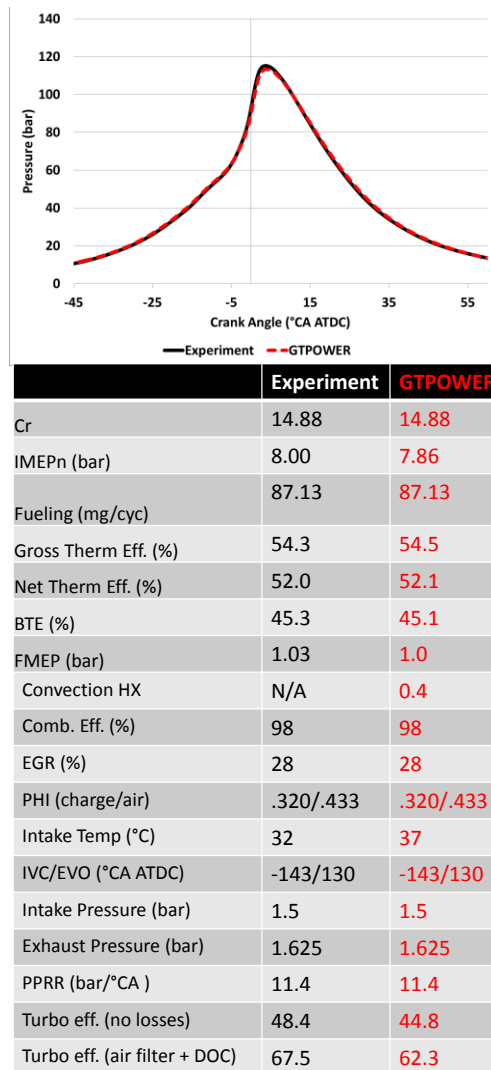 140
120
100
80
60
40
20
0
Pressure (bar)
-45 -25 -5 15 35 55
Crank Angle (°CA ATDC)
Experiment GTPOWER
Experiment GTPOWER
Cr 14.88 14.88
IMEPn (bar) 8.00 7.86
Fueling (mg/cyc) 87.13 87.13
Gross Therm Eff. (%) 54.3 54.5
Net Therm Eff. (%) 52.0 52.1
BTE (%) 45.3 45.1
FMEP (bar) 1.03 1.0
Convection HX N/A 0.4
Comb. Eff. (%) 98 98
EGR (%) 28 28
PHI (charge/air) .320/.433 .320/.433
Intake Temp (°C) 32 37
IVC/EVO (°CA ATDC) -143/130 -143/130
Intake Pressure (bar) 1.5 1.5
Exhaust Pressure (bar) 1.625 1.625
PPRR (bar/°CA ) 11.4 11.4
Turbo eff. (no losses) 48.4 44.8
Turbo eff. (air filter + DOC) 67.5 62.3